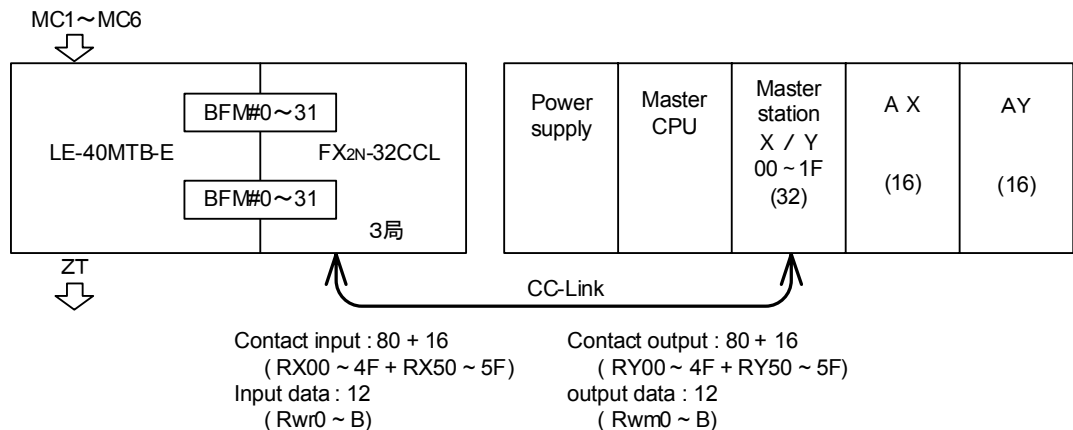 MC1～MC6
BFM#0～31
LE-40MTB-E
FX2N-32CCL
BFM#0～31
3局
ZT
Power
supply
Master
CPU
Master
station
X / Y
00 ~ 1F
(32)
A X
(16)
AY
(16)
CC-Link
Contact input : 80 + 16
( RX00 ~ 4F + RX50 ~ 5F)
Input data : 12
( Rwr0 ~ B)
Contact output : 80 + 16
( RY00 ~ 4F + RY50 ~ 5F)
output data : 12
( Rwm0 ~ B)